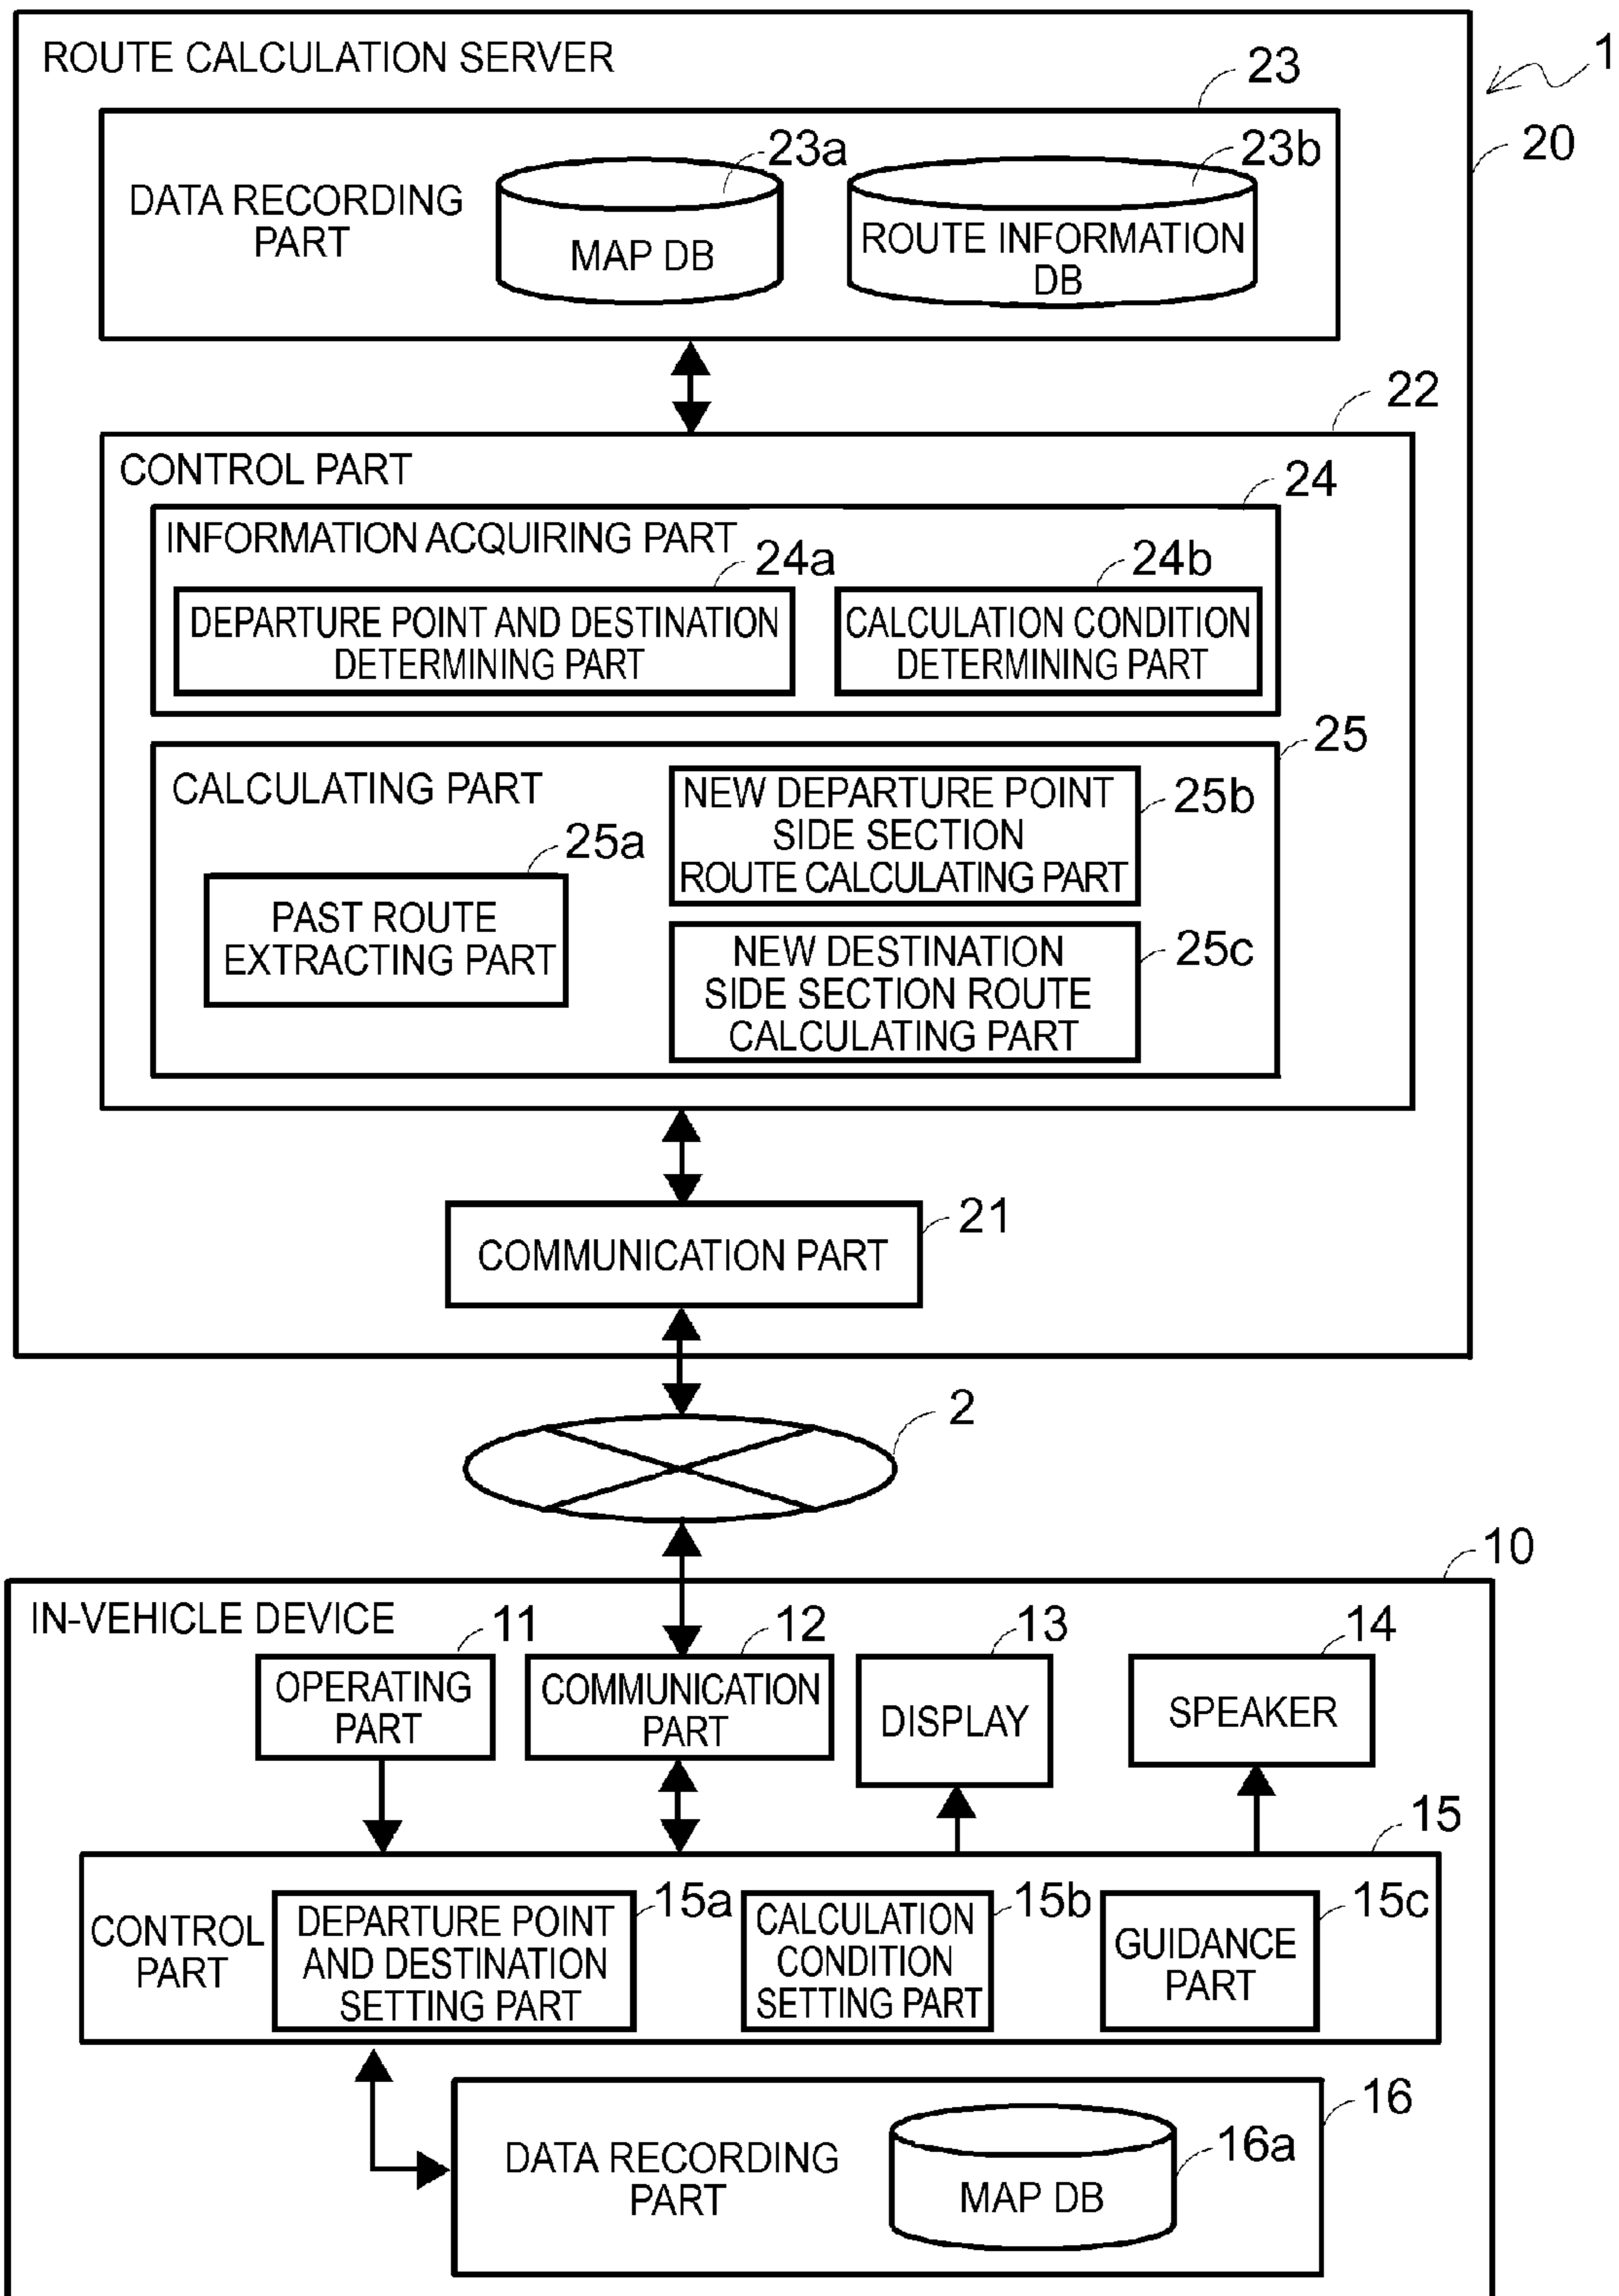 ROUTE CALCULATION SERVER
1
20
23
DATA RECORDING
PART
23a
MAP DB
23b
ROUTE INFORMATION
DB
22
CONTROL PART
24
INFORMATION ACQUIRING PART
24a
DEPARTURE POINT AND DESTINATION
DETERMINING PART
24b
CALCULATION CONDITION
DETERMINING PART
25
CALCULATING PART
25a
PAST ROUTE
EXTRACTING PART
NEW DEPARTURE POINT
SIDE SECTION
ROUTE CALCULATING PART
25b
NEW DESTINATION
SIDE SECTION ROUTE
CALCULATING PART
25c
21
COMMUNICATION PART
2
10
IN-VEHICLE DEVICE
11
OPERATING
PART
12
COMMUNICATION
PART
13
DISPLAY
14
SPEAKER
15
CONTROL
PART
DEPARTURE POINT
AND DESTINATION
SETTING PART
15a
CALCULATION
CONDITION
SETTING PART
15b
GUIDANCE
PART
15c
16
DATA RECORDING
PART
MAP DB
16a